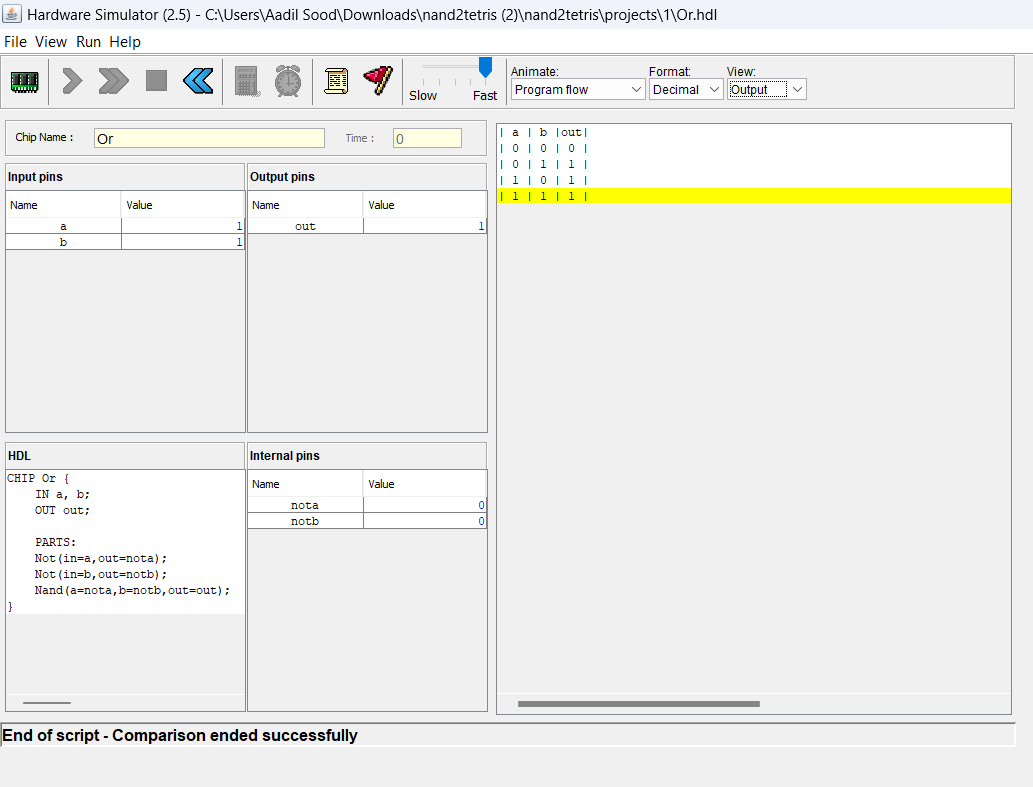 Hardware Simulator (2.5) - C:\Users\Aadil Sood\Downloads\nand2tetris (2)\nand2tetris\projects\1\Or.hdl
File View Run Help
Animate: Format: View:
Program flow Decimal Output
Slow Fast
Chip Name : Or Time : 0
Input pins
Name Value
a 1
b 1
Output pins
Name Value
out 1
HDL
CHIP Or {
    IN a, b;
    OUT out;

    PARTS:
    Not(in=a,out=nota);
    Not(in=b,out=notb);
    Nand(a=nota,b=notb,out=out);
}
Internal pins
Name Value
nota 0
notb 0
| a | b |out|
| 0 | 0 | 0 |
| 0 | 1 | 1 |
| 1 | 0 | 1 |
| 1 | 1 | 1 |
End of script - Comparison ended successfully